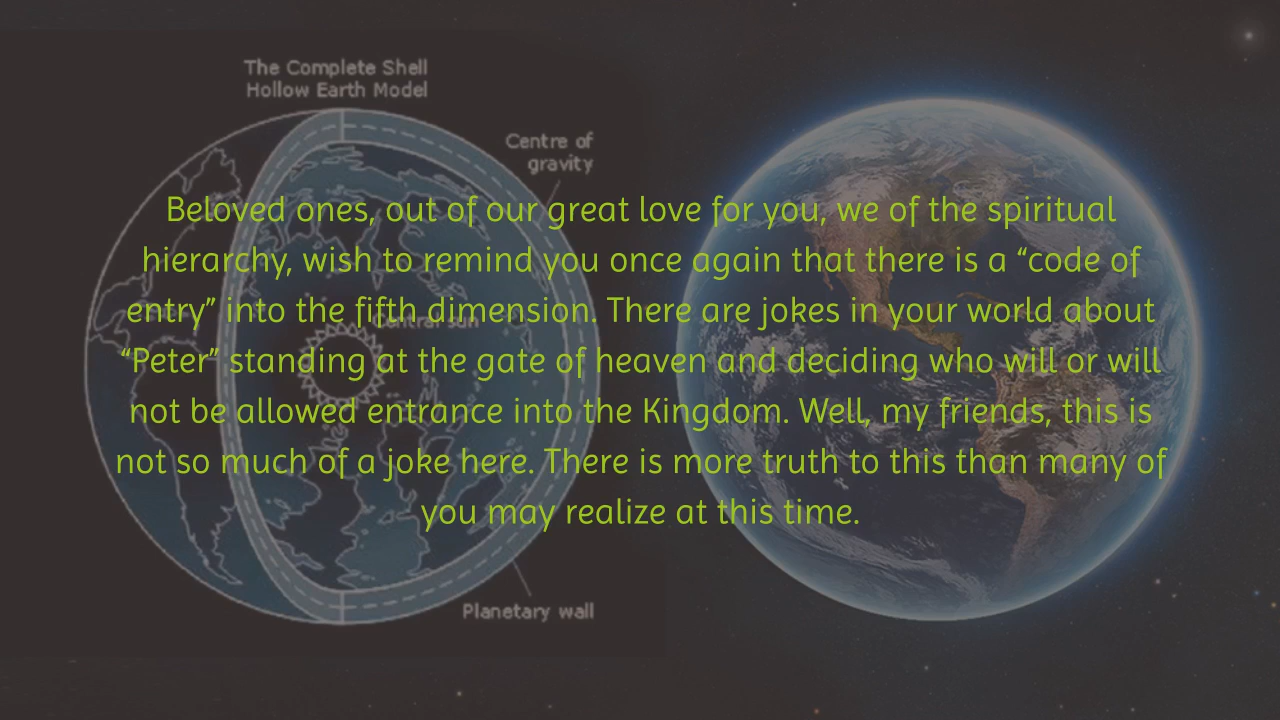 The Complete Shell
Hollow Earth Model
Centre of
gravity
Beloved ones, out of our great love for you, we of the spiritual
hierarchy, wish to remind you once again that there is a “code of
entry” into the fifth dimension. There are jokes in your world about
Central sun
“Peter” standing at the gate of heaven and deciding who will or will
not be allowed entrance into the Kingdom. Well, my friends, this is
not so much of a joke here. There is more truth to this than many of
you may realize at this time.
Planetary wall